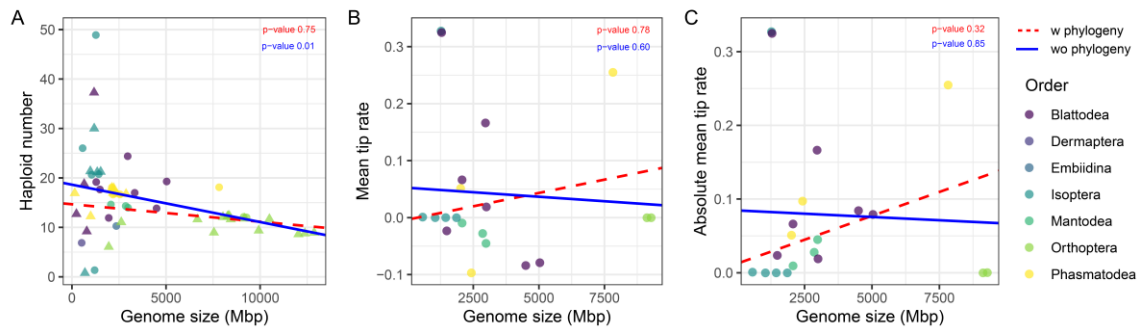 A
Haploid number
50
40
30
20
10
0
p-value 0.75
p-value 0.01
0
5000
10000
Genome size (Mbp)
B
Mean tip rate
0.3
0.2
0.1
0.0
−0.1
p-value 0.78
p-value 0.60
2500
5000
7500
Genome size (Mbp)
C
Absolute mean tip rate
0.3
0.2
0.1
0.0
p-value 0.32
p-value 0.85
2500
5000
7500
Genome size (Mbp)
w phylogeny
wo phylogeny
Order
Blattodea
Dermaptera
Embiidina
Isoptera
Mantodea
Orthoptera
Phasmatodea